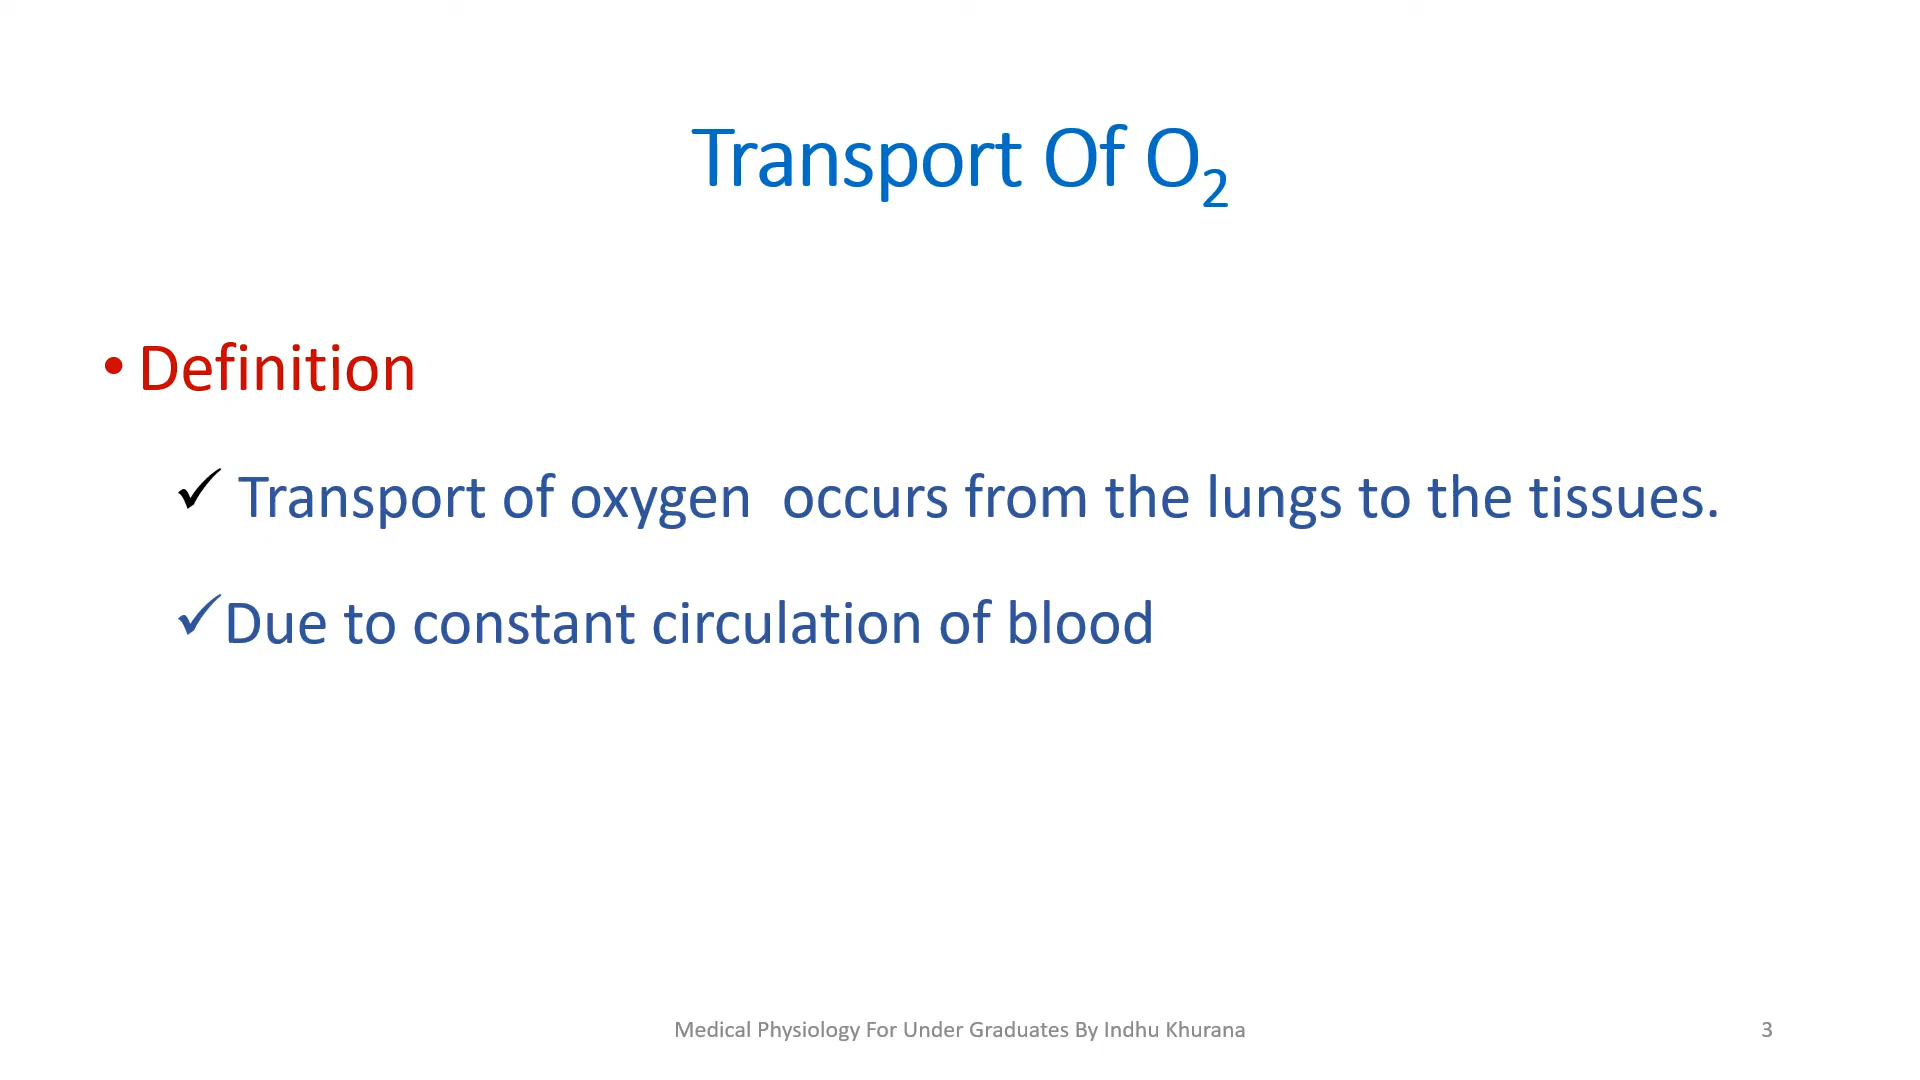 Transport Of O₂
• Definition
✓ Transport of oxygen  occurs from the lungs to the tissues.
✓Due to constant circulation of blood
Medical Physiology For Under Graduates By Indhu Khurana
3